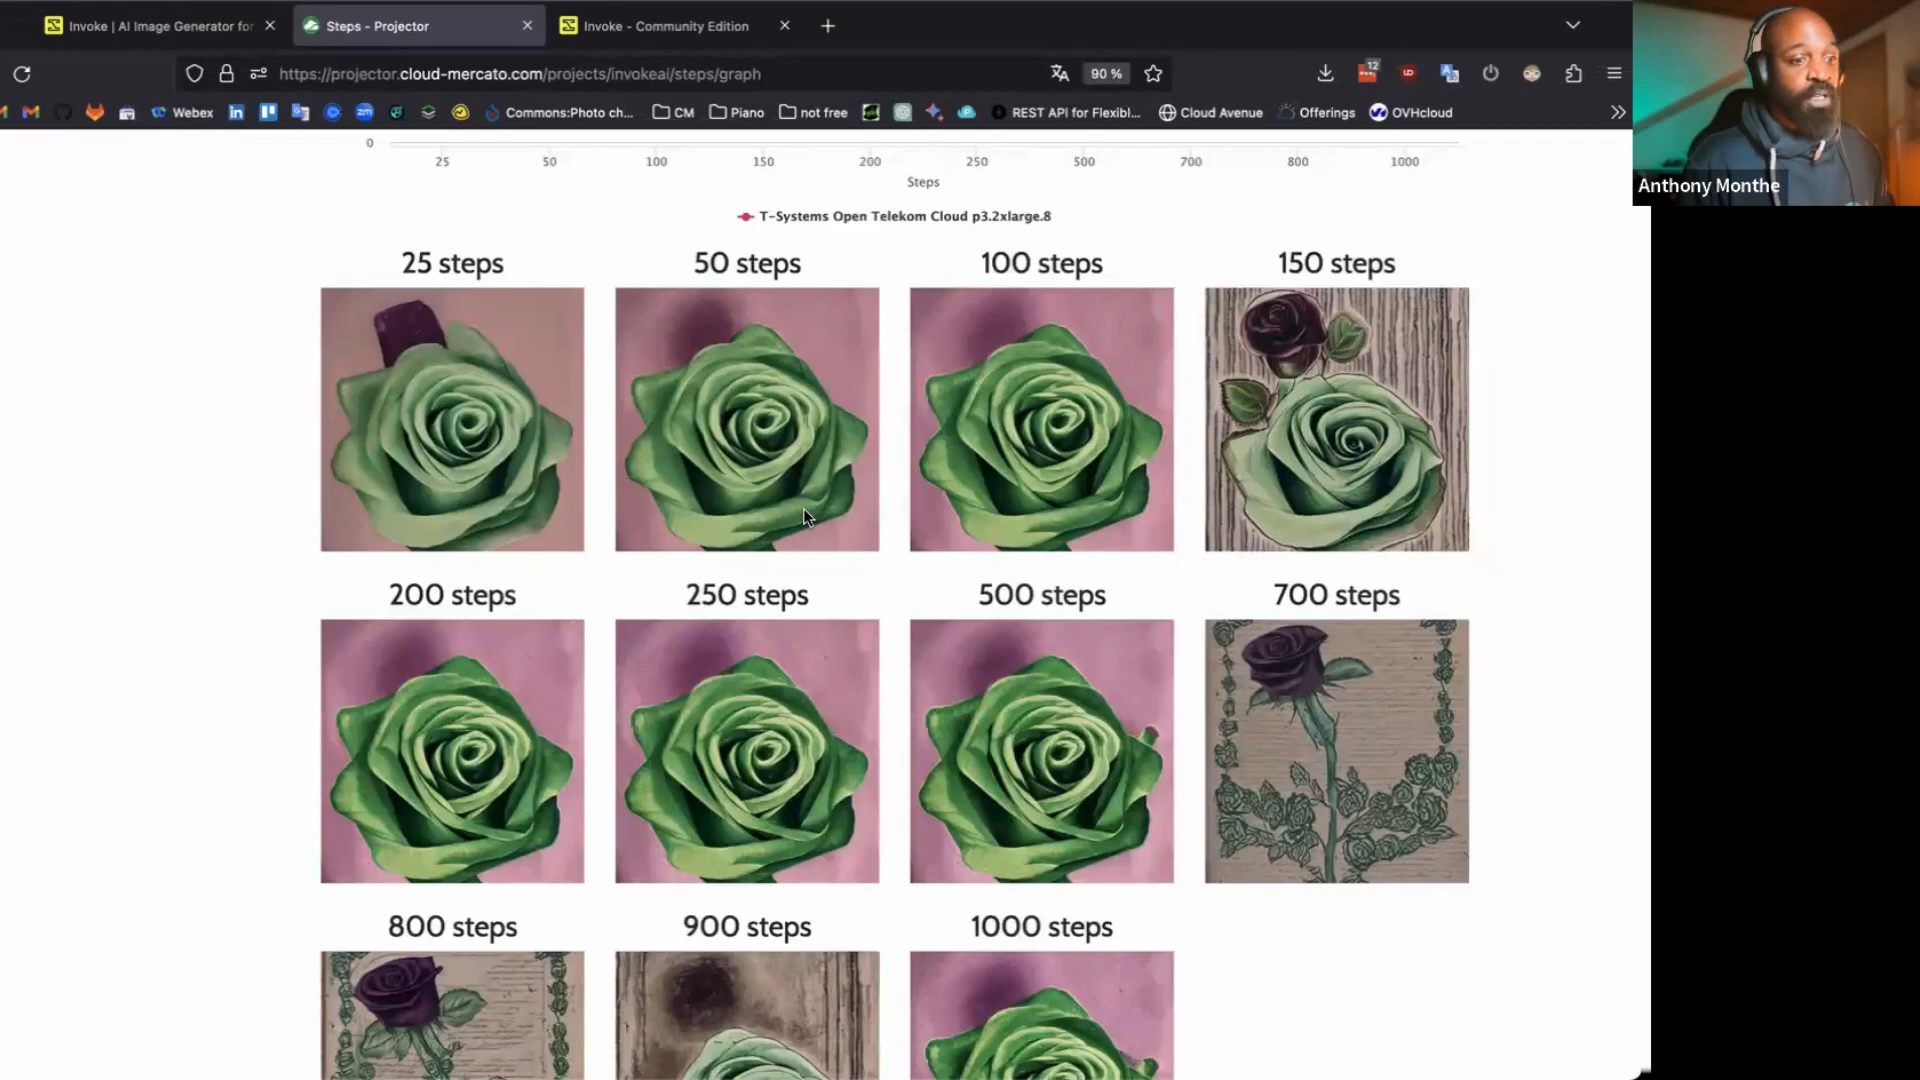 Invoke | AI Image Generator for
Steps - Projector
Invoke - Community Edition
https://projector.cloud-mercato.com/projects/invokeai/steps/graph
90 %
12
Webex
Commons:Photo ch...
CM
Piano
not free
REST API for Flexibl...
Cloud Avenue
Offerings
OVHcloud
Anthony Monthe
0
25 50 100 150 200 250 500 700 800 1000
Steps
T-Systems Open Telekom Cloud p3.2xlarge.8
25 steps
50 steps
100 steps
150 steps
200 steps
250 steps
500 steps
700 steps
800 steps
900 steps
1000 steps